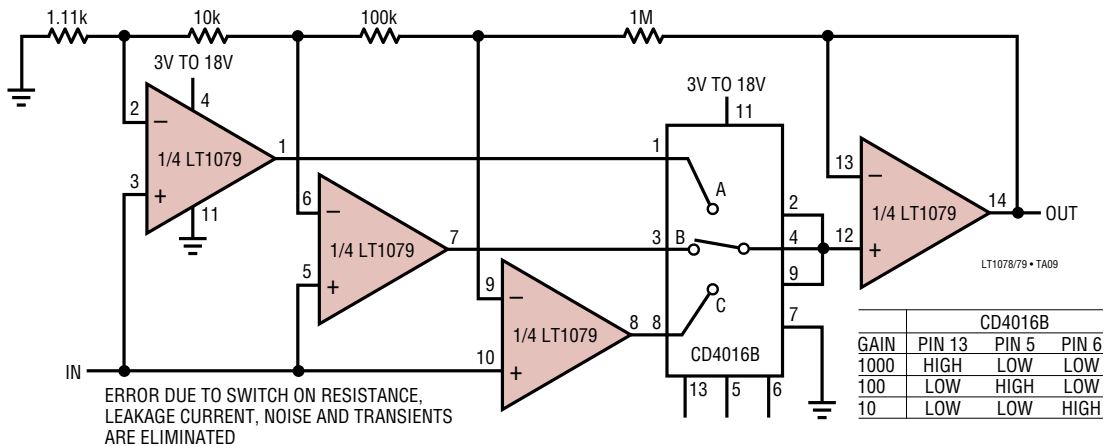 1.11k
10k
100k
1M
3V TO 18V
4
2
−
1/4 LT1079
1
3
+
11
3V TO 18V
11
1
A
6
−
1/4 LT1079
7
5
+
3
B
2
4
9
C
7
9
−
1/4 LT1079
8
8
10
+
CD4016B
13
5
6
13
−
1/4 LT1079
14
OUT
12
+
LT1078/79 • TA09
IN
ERROR DUE TO SWITCH ON RESISTANCE,
LEAKAGE CURRENT, NOISE AND TRANSIENTS
ARE ELIMINATED
CD4016B
GAIN PIN 13 PIN 5 PIN 6
1000 HIGH LOW LOW
100 LOW HIGH LOW
10 LOW LOW HIGH